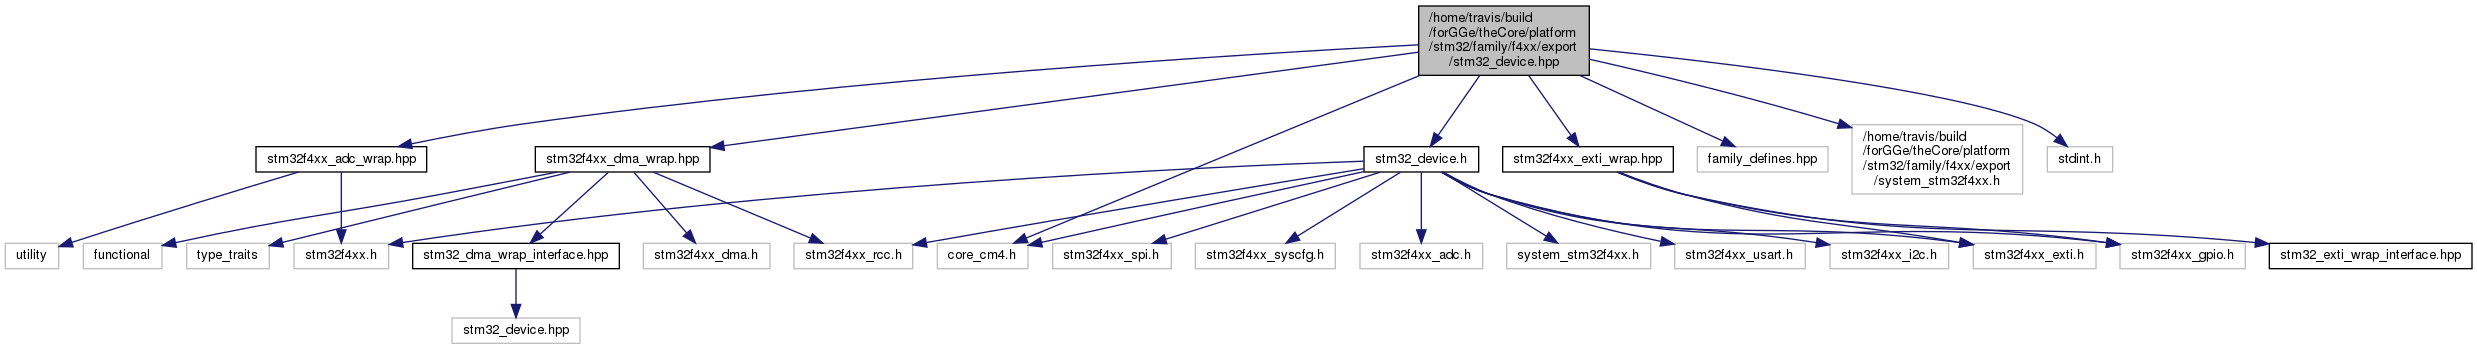 /home/travis/build
/forGGe/theCore/platform
/stm32/family/f4xx/export
/stm32_device.hpp
stm32f4xx_adc_wrap.hpp
stm32f4xx_dma_wrap.hpp
stm32_device.h
stm32f4xx_exti_wrap.hpp
family_defines.hpp
/home/travis/build
/forGGe/theCore/platform
/stm32/family/f4xx/export
/system_stm32f4xx.h
stdint.h
utility
functional
type_traits
stm32f4xx.h
stm32_dma_wrap_interface.hpp
stm32f4xx_dma.h
stm32f4xx_rcc.h
core_cm4.h
stm32f4xx_spi.h
stm32f4xx_syscfg.h
stm32f4xx_adc.h
system_stm32f4xx.h
stm32f4xx_usart.h
stm32f4xx_i2c.h
stm32f4xx_exti.h
stm32f4xx_gpio.h
stm32_exti_wrap_interface.hpp
stm32_device.hpp